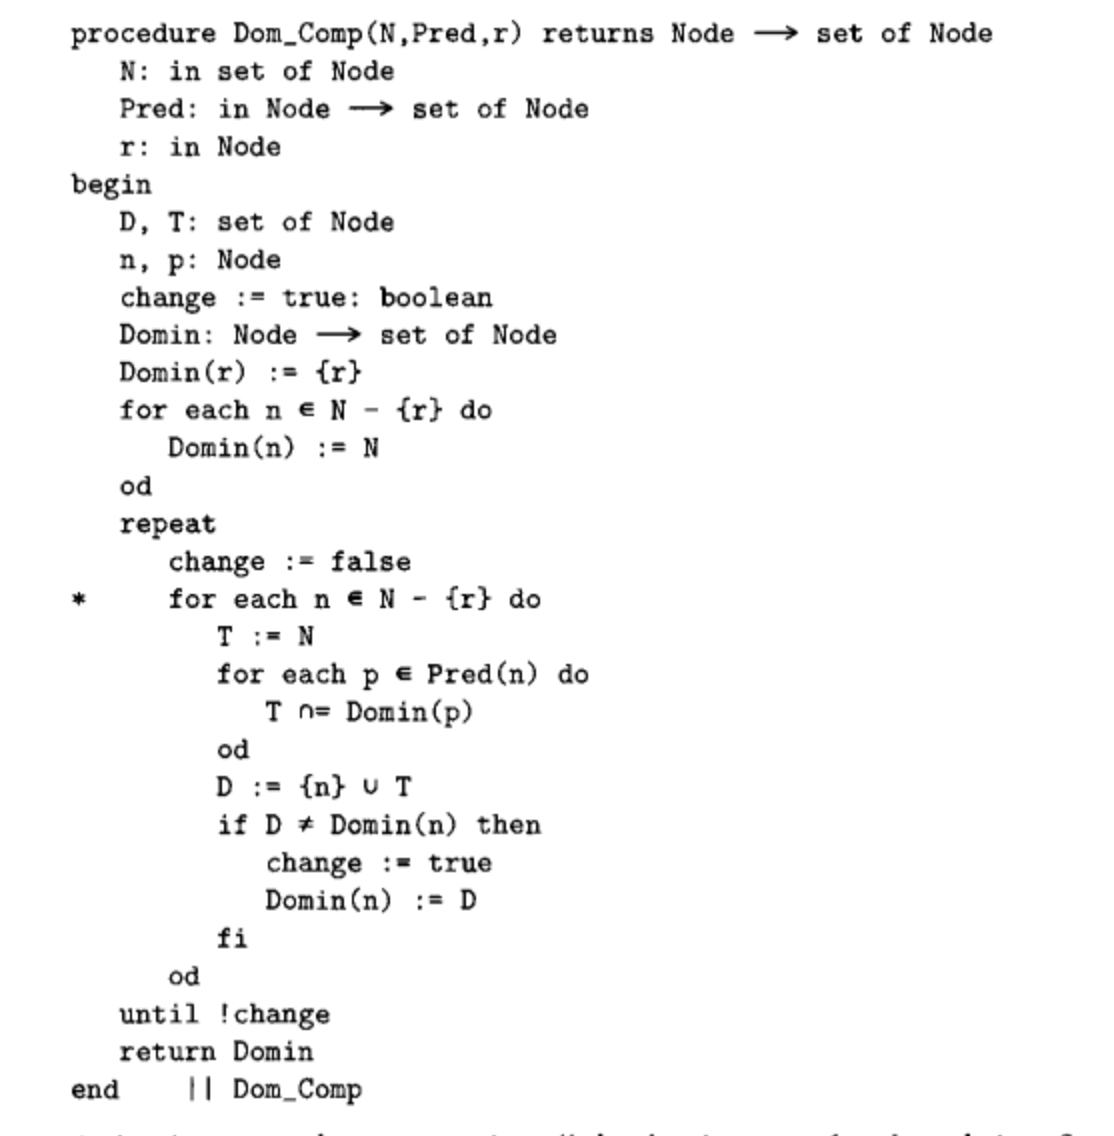 procedure Dom_Comp(N,Pred,r) returns Node ⟶ set of Node
   N: in set of Node
   Pred: in Node ⟶ set of Node
   r: in Node
begin
   D, T: set of Node
   n, p: Node
   change := true: boolean
   Domin: Node ⟶ set of Node
   Domin(r) := {r}
   for each n ∈ N - {r} do
      Domin(n) := N
   od
   repeat
      change := false
*     for each n ∈ N - {r} do
         T := N
         for each p ∈ Pred(n) do
            T ∩= Domin(p)
         od
         D := {n} ∪ T
         if D ≠ Domin(n) then
            change := true
            Domin(n) := D
         fi
      od
   until !change
   return Domin
end    || Dom_Comp